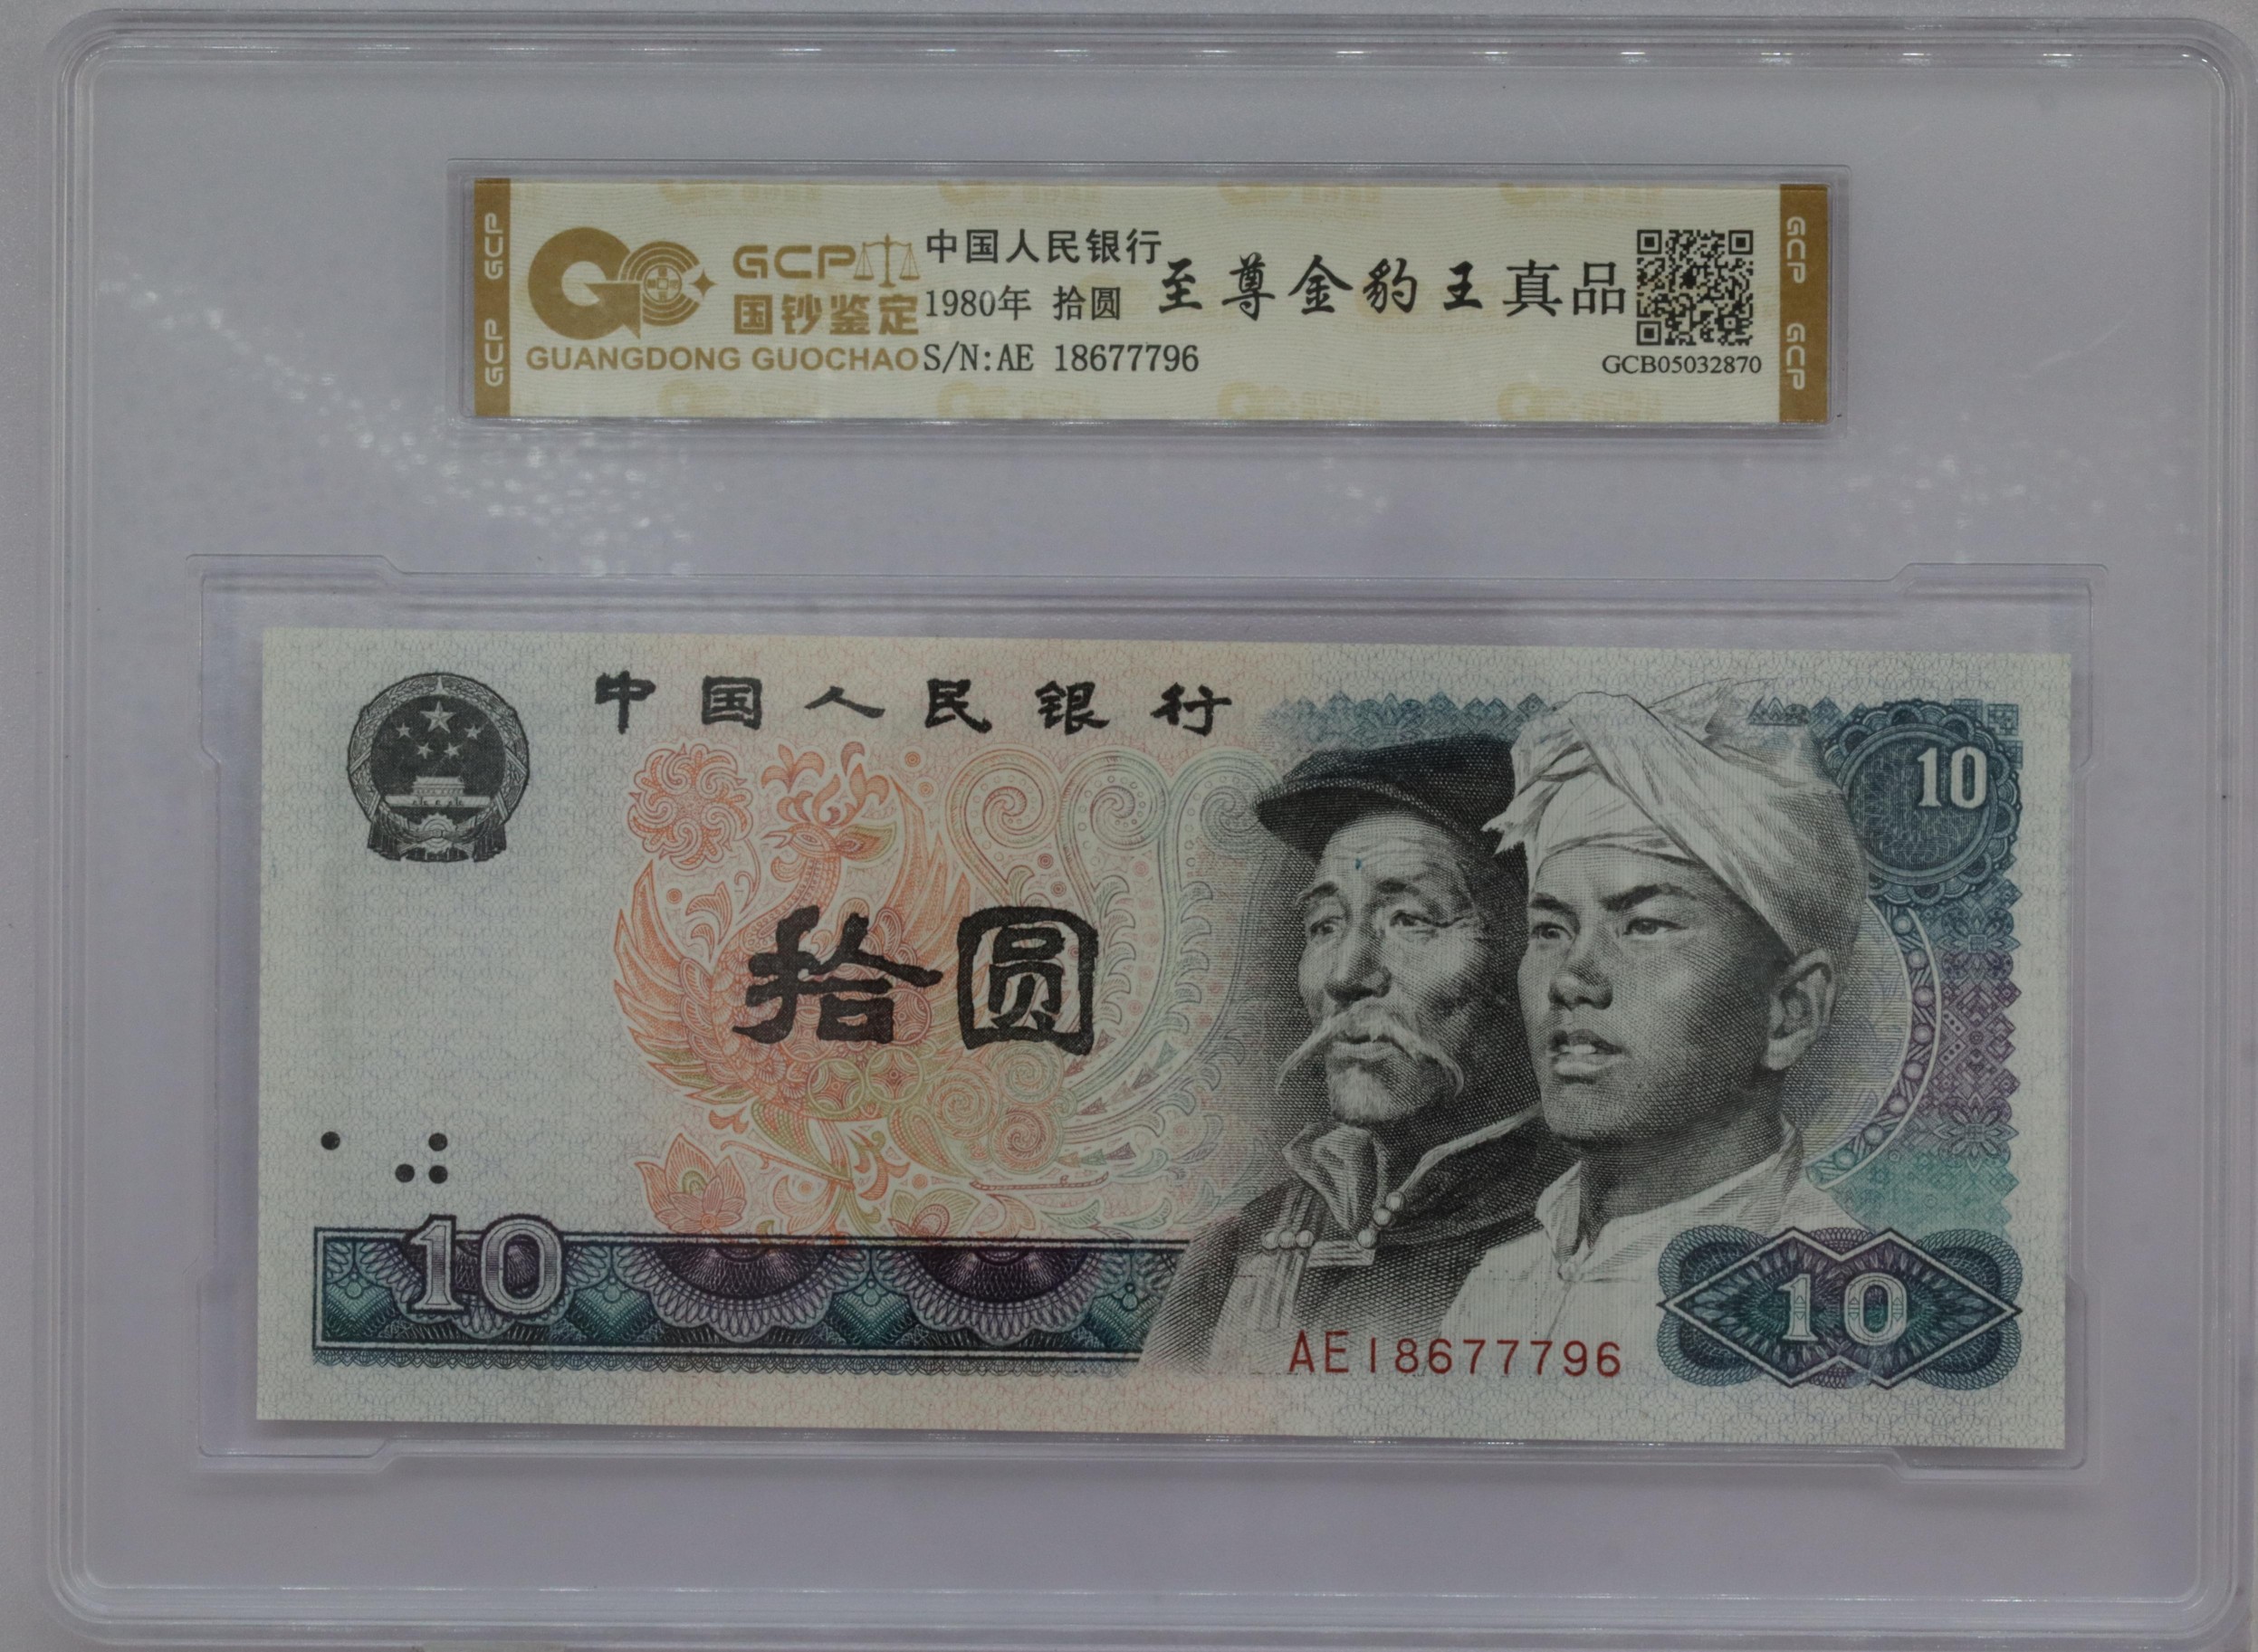 GCP GCP
GCP
国钞鉴定
GUANGDONG GUOCHAO
中国人民银行
1980年 拾圆
S/N:AE 18677796
至尊金豹王真品
GCB05032870
GCP GCP
中国人民银行
10
拾圆
10
AE18677796
10